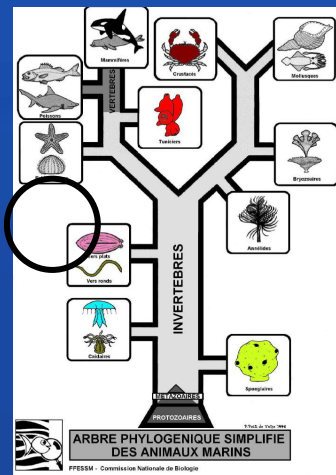 Mammifères
Crustacés
Mollusques
Poissons
VERTEBRES
Tuniciers
Bryozoaires
Annélides
Vers plats
Vers ronds
INVERTEBRES
Cnidaires
Spongiaires
METAZOAIRES
PROTOZOAIRES
ARBRE PHYLOGENIQUE SIMPLIFIE
DES ANIMAUX MARINS
FFESSM - Commission Nationale de Biologie